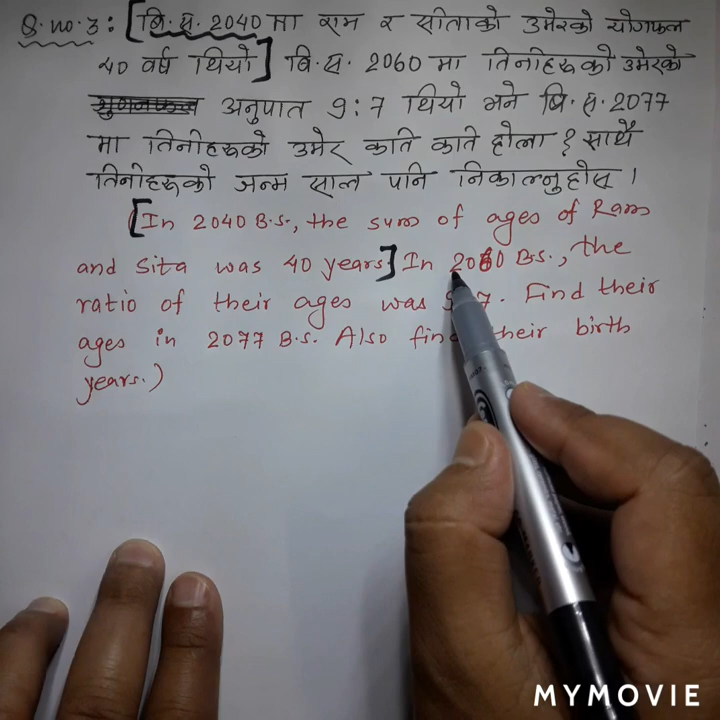 Q. no. 3: [वि. सं. 2040 मा राम र सीताको उमेरको योगफल
40 वर्ष थियो] वि. सं. 2060 मा तिनीहरूको उमेरको
अनुपात 9:7 थियो भने वि. सं. 2077
मा तिनीहरूको उमेर कति कति होला? साथै
तिनीहरूको जन्म साल पनि निकाल्नुहोस् ।
[In 2040 B.S., the sum of ages of Ram
and Sita was 40 years] In 2060 B.S., the
ratio of their ages was 7. Find their
ages in 2077 B.S. Also find their birth
years.)
MYMOVIE